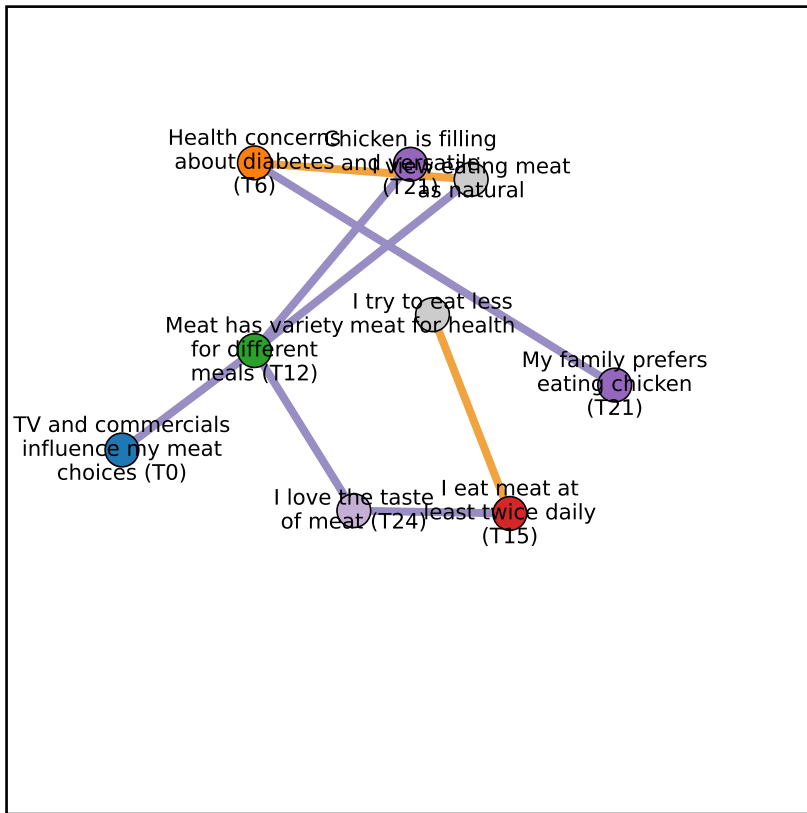 Health concerns
about diabetes
(T6)
Chicken is filling
and versatile
(T21)
I view eating meat
as natural
I try to eat less
meat for health
Meat has variety
for different
meals (T12)
My family prefers
eating chicken
(T21)
TV and commercials
influence my meat
choices (T0)
I love the taste
of meat (T24)
I eat meat at
least twice daily
(T15)